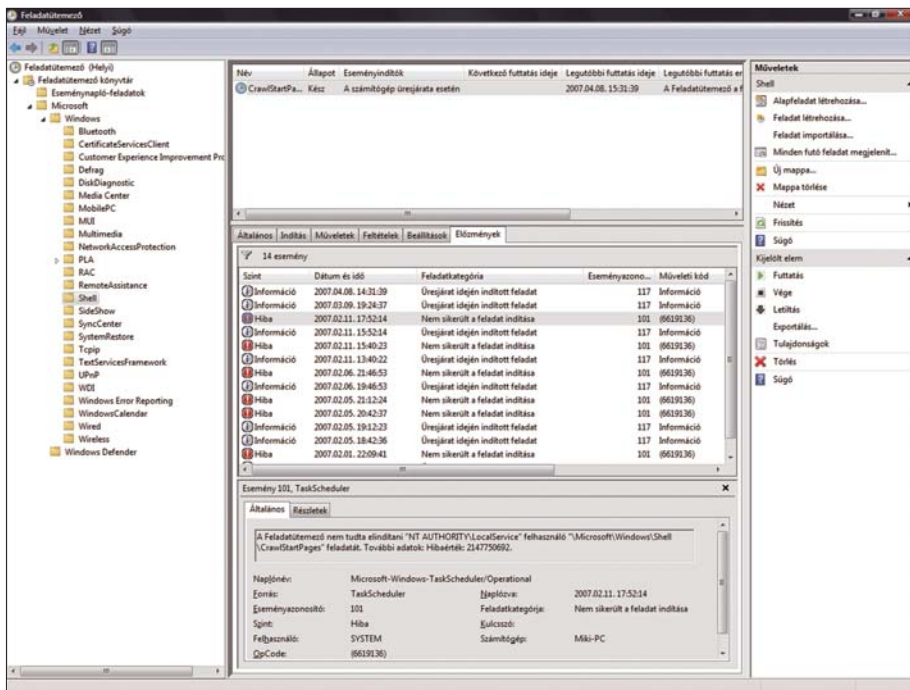 Feladatütemező
Fájl Művelet Nézet Súgó
Feladatütemező (Helyi)
Feladatütemező könyvtár
Eseménynapló-feladatok
Microsoft
Windows
Bluetooth
CertificateServicesClient
Customer Experience Improvement Pro
Defrag
DiskDiagnostic
Media Center
MobilePC
MUI
Multimedia
NetworkAccessProtection
PLA
RAC
RemoteAssistance
Shell
SideShow
SyncCenter
SystemRestore
Tcpip
TextServicesFramework
UPnP
WDI
Windows Error Reporting
WindowsCalendar
Wired
Wireless
Windows Defender
Név Állapot Eseményindítók Következő futtatás ideje Legutóbbi futtatás ideje Legutóbbi futtatás er
CrawlStartPa... Kész A számítógép üresjárata esetén 2007.04.08. 15:31:39 A Feladatütemező a f
Általános Indítás Műveletek Feltételek Beállítások Előzmények
14 esemény
Szint Dátum és idő Feladatkategória Eseményazono... Műveleti kód
Információ 2007.04.08. 14:31:39 Üresjárat idején indított feladat 117 Információ
Információ 2007.03.09. 19:24:37 Üresjárat idején indított feladat 117 Információ
Hiba 2007.02.11. 17:52:14 Nem sikerült a feladat indítása 101 (6619136)
Információ 2007.02.11. 15:52:14 Üresjárat idején indított feladat 117 Információ
Hiba 2007.02.11. 15:40:23 Nem sikerült a feladat indítása 101 (6619136)
Információ 2007.02.11. 13:40:22 Üresjárat idején indított feladat 117 Információ
Hiba 2007.02.06. 21:46:53 Nem sikerült a feladat indítása 101 (6619136)
Információ 2007.02.06. 19:46:53 Üresjárat idején indított feladat 117 Információ
Hiba 2007.02.05. 21:12:24 Nem sikerült a feladat indítása 101 (6619136)
Hiba 2007.02.05. 20:42:37 Nem sikerült a feladat indítása 101 (6619136)
Információ 2007.02.05. 19:12:23 Üresjárat idején indított feladat 117 Információ
Információ 2007.02.05. 18:42:36 Üresjárat idején indított feladat 117 Információ
Hiba 2007.02.01. 22:09:41 Nem sikerült a feladat indítása 101 (6619136)
Esemény 101, TaskScheduler
Általános Részletek
A Feladatütemező nem tudta elindítani "NT AUTHORITY\LocalService" felhasználó "\Microsoft\Windows\Shell
\CrawlStartPages" feladatát. További adatok: Hibaérték: 2147750692.
Naplónév: Microsoft-Windows-TaskScheduler/Operational
Forrás: TaskScheduler Naplózva: 2007.02.11. 17:52:14
Eseményazonosító: 101 Feladatkategória: Nem sikerült a feladat indítása
Szint: Hiba Kulcsszó:
Felhasználó: SYSTEM Számítógép: Miki-PC
OpCode: (6619136)
Műveletek
Shell
Alapfeladat létrehozása...
Feladat létrehozása...
Feladat importálása...
Minden futó feladat megjelenít...
Új mappa...
Mappa törlése
Nézet
Frissítés
Súgó
Kijelölt elem
Futtatás
Vége
Letiltás
Exportálás...
Tulajdonságok
Törlés
Súgó